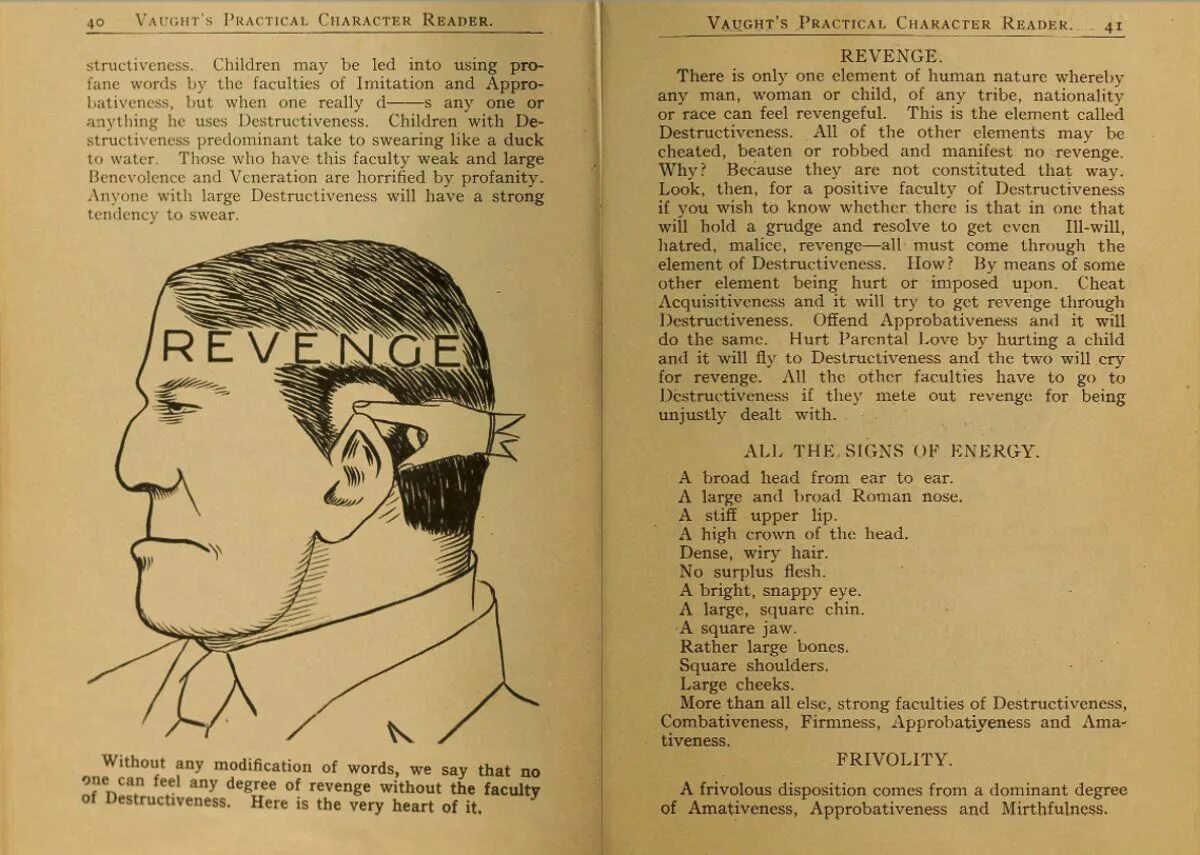 40 VAUGHT'S PRACTICAL CHARACTER READER.
structiveness. Children may be led into using pro-
fane words by the faculties of Imitation and Appro-
bativeness, but when one really d——s any one or
anything he uses Destructiveness. Children with De-
structiveness predominant take to swearing like a duck
to water. Those who have this faculty weak and large
Benevolence and Veneration are horrified by profanity.
Anyone with large Destructiveness will have a strong
tendency to swear.
REVENGE
Without any modification of words, we say that no
one can feel any degree of revenge without the faculty
of Destructiveness. Here is the very heart of it.
VAUGHT'S PRACTICAL CHARACTER READER. 41
REVENGE.
There is only one element of human nature whereby
any man, woman or child, of any tribe, nationality
or race can feel revengeful. This is the element called
Destructiveness. All of the other elements may be
cheated, beaten or robbed and manifest no revenge.
Why? Because they are not constituted that way.
Look, then, for a positive faculty of Destructiveness
if you wish to know whether there is that in one that
will hold a grudge and resolve to get even Ill-will,
hatred, malice, revenge—all must come through the
element of Destructiveness. How? By means of some
other element being hurt or imposed upon. Cheat
Acquisitiveness and it will try to get revenge through
Destructiveness. Offend Approbativeness and it will
do the same. Hurt Parental Love by hurting a child
and it will fly to Destructiveness and the two will cry
for revenge. All the other faculties have to go to
Destructiveness if they mete out revenge for being
unjustly dealt with.
ALL THE SIGNS OF ENERGY.
A broad head from ear to ear.
A large and broad Roman nose.
A stiff upper lip.
A high crown of the head.
Dense, wiry hair.
No surplus flesh.
A bright, snappy eye.
A large, square chin.
A square jaw.
Rather large bones.
Square shoulders.
Large cheeks.
More than all else, strong faculties of Destructiveness,
Combativeness, Firmness, Approbativeness and Ama-
tiveness.
FRIVOLITY.
A frivolous disposition comes from a dominant degree
of Amativeness, Approbativeness and Mirthfulness.